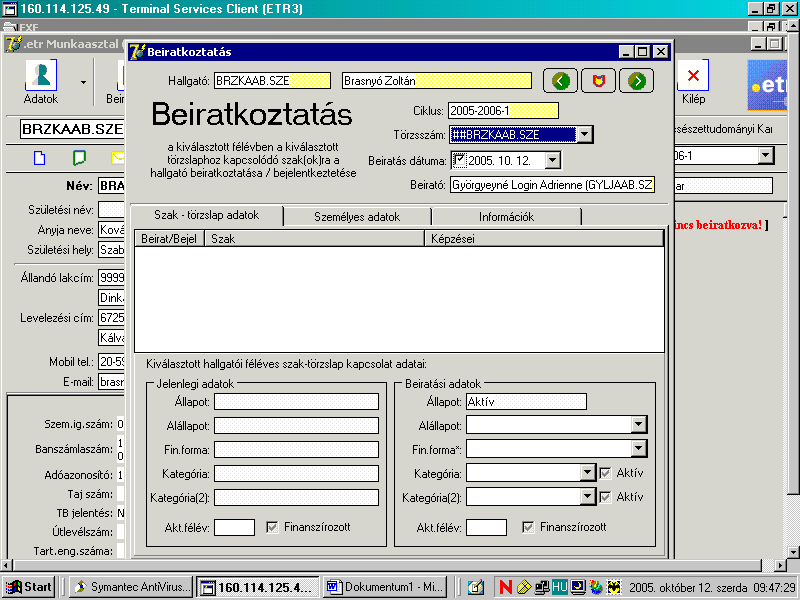 160.114.125.49 - Terminal Services Client (ETR3)
EXE
.etr Munkaasztal (
Adatok
Beir
Kilép
.etr
BRZKAAB.SZE
észettudományi Kar
6-1
Név: BRA
ar
Születési név:
Anyja neve: Ková
Születési hely: Szab
incs beiratkozva! ]
Állandó lakcím: 9999
Dinka
Levelezési cím: 6725
Kálvá
Mobil tel.: 20-59
E-mail: brasn
Szem.ig.szám: 0
Banszámlaszám: 1
0
Adóazonosító: 1
Taj szám:
TB jelentés: N
Útlevélszám:
Tart.eng.száma:
Beiratkoztatás
Hallgató: BRZKAAB.SZE Brasnyó Zoltán
Beiratkoztatás
a kiválasztott félévben a kiválasztott
törzslaphoz kapcsolódó szak(ok)ra a
hallgató beiratkoztatása / bejelentkeztetése
Ciklus: 2005-2006-1
Törzsszám: ##BRZKAAB.SZE
Beiratás dátuma: 2005. 10. 12.
Beirató: Györgyeyné Login Adrienne (GYLJAAB.SZ
Szak - törzslap adatok Személyes adatok Információk
Beirat/Bejel Szak Képzései
Kiválasztott hallgatói féléves szak-törzslap kapcsolat adatai:
Jelenlegi adatok
Állapot:
Alállapot:
Fin.forma:
Kategória:
Kategória(2):
Akt.félév: Finanszírozott
Beiratási adatok
Állapot: Aktív
Alállapot:
Fin.forma*:
Kategória: Aktív
Kategória(2): Aktív
Akt.félév: Finanszírozott
Start Symantec AntiVirus... 160.114.125.4... Dokumentum1 - Mi... N HU 2005. október 12. szerda 09:47:29